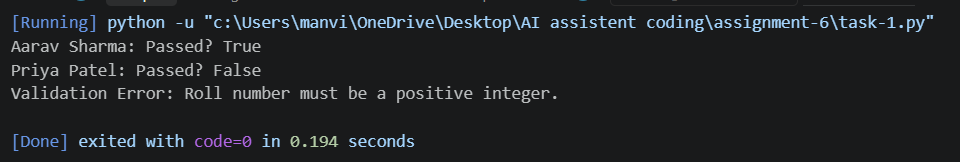 [Running] python -u "c:\Users\manvi\OneDrive\Desktop\AI assistent coding\assignment-6\task-1.py"
Aarav Sharma: Passed? True
Priya Patel: Passed? False
Validation Error: Roll number must be a positive integer.
[Done] exited with code=0 in 0.194 seconds